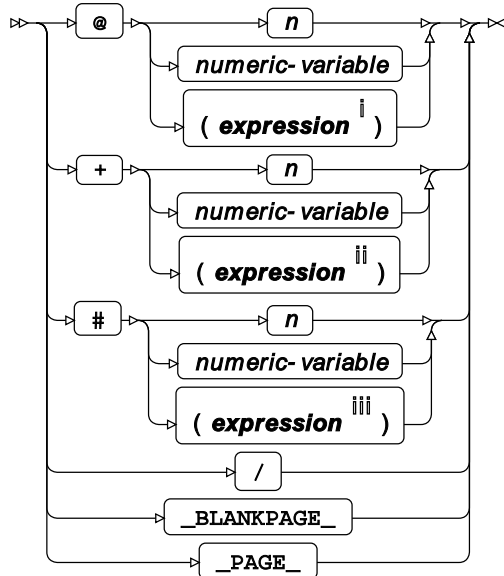 @ n
numeric-variable
( expression i )
+ n
numeric-variable
( expression ii )
# n
numeric-variable
( expression iii )
/
_BLANKPAGE_
_PAGE_